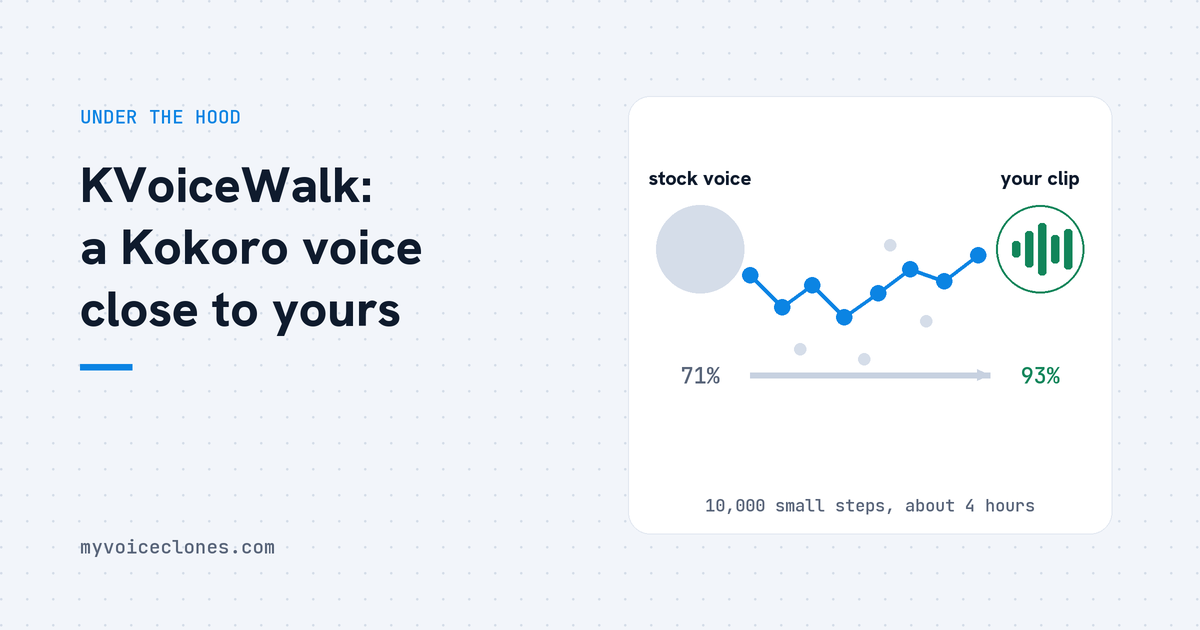 UNDER THE HOOD
KVoiceWalk:
a Kokoro voice
close to yours
myvoiceclones.com
stock voice
your clip
71%
93%
10,000 small steps, about 4 hours